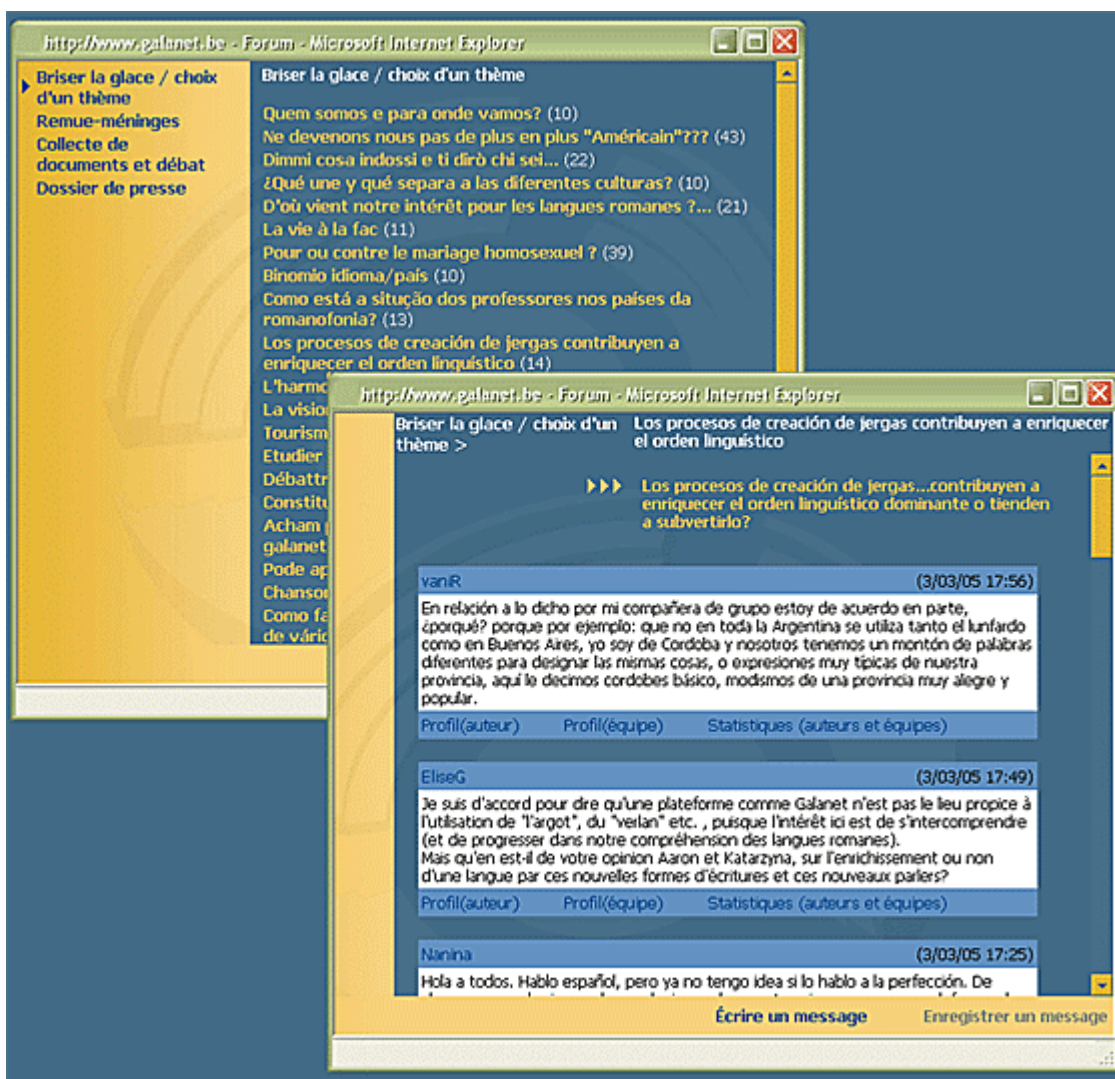 http://www.galanet.be - Forum - Microsoft Internet Explorer
Briser la glace / choix
d'un thème
Remue-méninges
Collecte de
documents et débat
Dossier de presse
Briser la glace / choix d'un thème
Quem somos e para onde vamos? (10)
Ne devenons nous pas de plus en plus "Américain"??? (43)
Dimmi cosa indossi e ti dirò chi sei... (22)
¿Qué une y qué separa a las diferentes culturas? (10)
D'où vient notre intérêt pour les langues romanes ?... (21)
La vie à la fac (11)
Pour ou contre le mariage homosexuel ? (39)
Binomio idioma/país (10)
Como está a situção dos professores nos países da
romanofonia? (13)
Los procesos de creación de jergas contribuyen a
enriquecer el orden linguístico (14)
L'harmo
La visio
Tourism
Etudier
Débattr
Constitu
Acham
galanet
Pode ap
Chanson
Como fa
de vário
http://www.galanet.be - Forum - Microsoft Internet Explorer
Briser la glace / choix d'un
thème >
Los procesos de creación de jergas contribuyen a enriquecer
el orden linguístico
Los procesos de creación de jergas...contribuyen a
enriquecer el orden linguístico dominante o tienden
a subvertirlo?
vaniR (3/03/05 17:56)
En relación a lo dicho por mi compañera de grupo estoy de acuerdo en parte,
¿porqué? porque por ejemplo: que no en toda la Argentina se utiliza tanto el lunfardo
como en Buenos Aires, yo soy de Cordoba y nosotros tenemos un montón de palabras
diferentes para designar las mismas cosas, o expresiones muy típicas de nuestra
provincia, aquí le decimos cordobes básico, modismos de una provincia muy alegre y
popular.
Profil(auteur) Profil(équipe) Statistiques (auteurs et équipes)
EliseG (3/03/05 17:49)
Je suis d'accord pour dire qu'une plateforme comme Galanet n'est pas le lieu propice à
l'utilsation de "l'argot", du "verlan" etc. , puisque l'intérêt ici est de s'intercomprendre
(et de progresser dans notre compréhension des langues romanes).
Mais qu'en est-il de votre opinion Aaron et Katarzyna, sur l'enrichissement ou non
d'une langue par ces nouvelles formes d'écritures et ces nouveaux parlers?
Profil(auteur) Profil(équipe) Statistiques (auteurs et équipes)
Nanina (3/03/05 17:25)
Hola a todos. Hablo español, pero ya no tengo idea si lo hablo a la perfección. De
Écrire un message Enregistrer un message